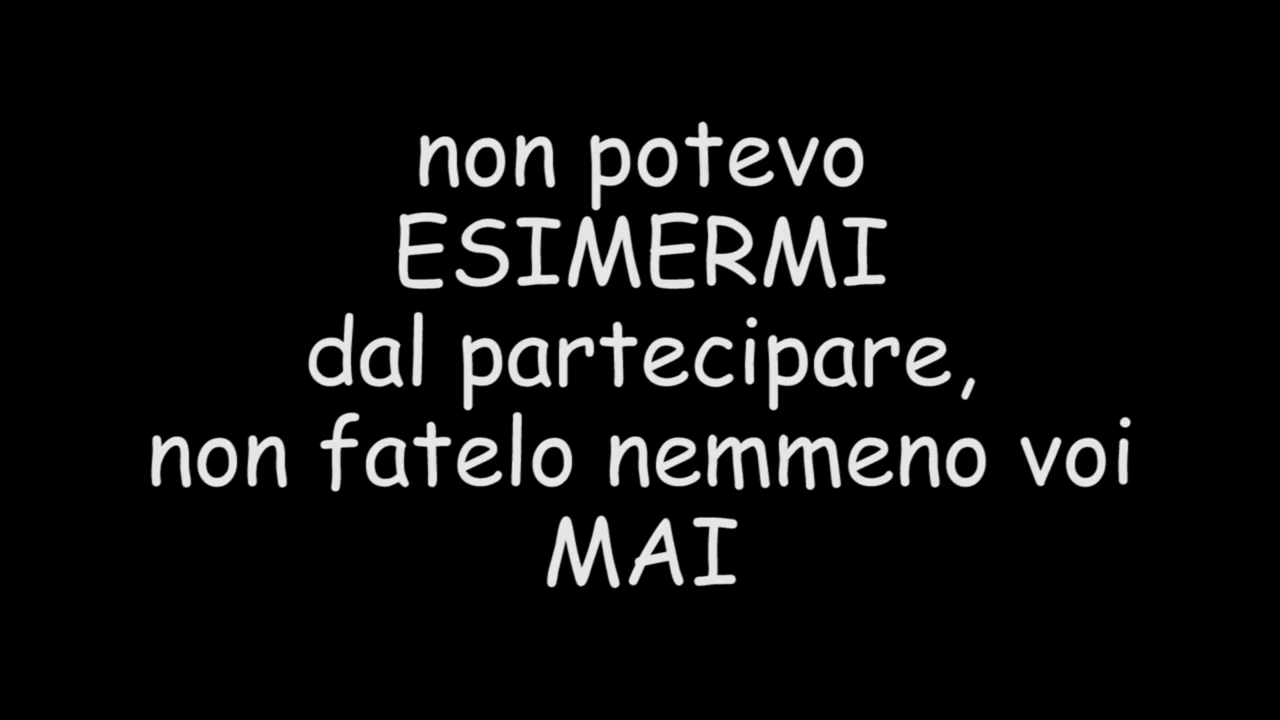 non potevo
ESIMERMI
dal partecipare,
non fatelo nemmeno voi
MAI